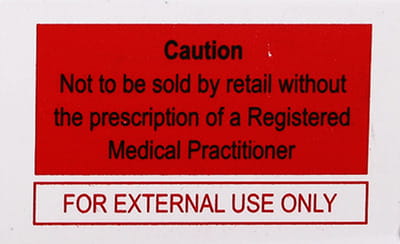 Caution
Not to be sold by retail without
the prescription of a Registered
Medical Practitioner
FOR EXTERNAL USE ONLY